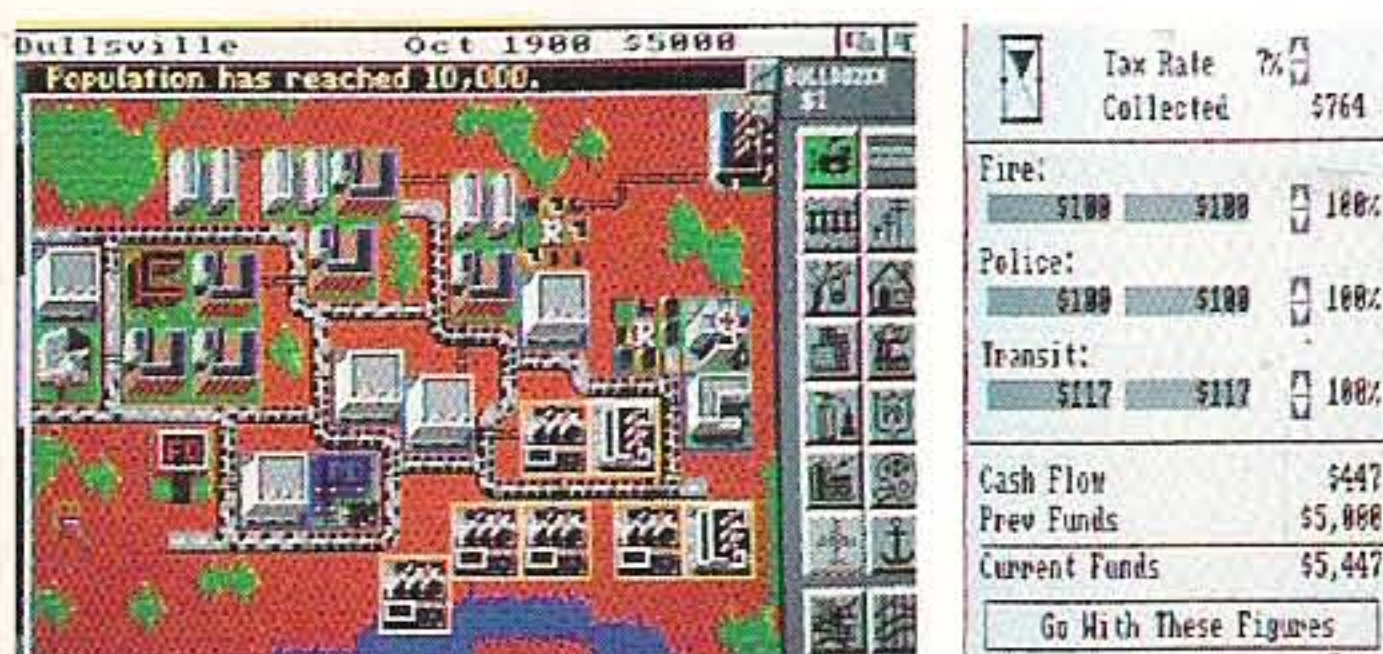 Dullsville Oct 1900 $5000
Population has reached 10,000.
BULLDOZER
$1
R
R
Tax Rate 7%
Collected $764
Fire:
$100 $100 100%
Police:
$100 $100 100%
Transit:
$117 $117 100%
Cash Flow $447
Prev Funds $5,000
Current Funds $5,447
Go With These Figures